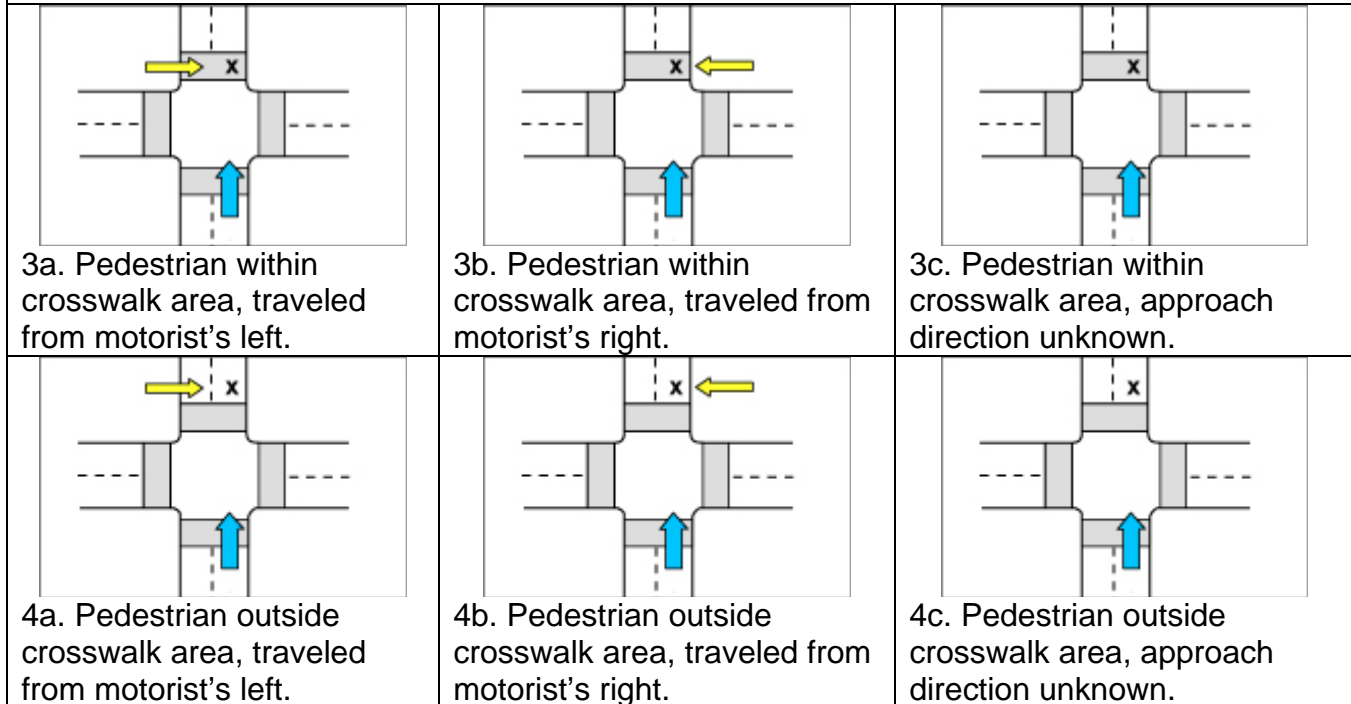 X
X
X
3a. Pedestrian within
crosswalk area, traveled
from motorist’s left.
3b. Pedestrian within
crosswalk area, traveled from
motorist’s right.
3c. Pedestrian within
crosswalk area, approach
direction unknown.
X
X
X
4a. Pedestrian outside
crosswalk area, traveled
from motorist’s left.
4b. Pedestrian outside
crosswalk area, traveled from
motorist’s right.
4c. Pedestrian outside
crosswalk area, approach
direction unknown.